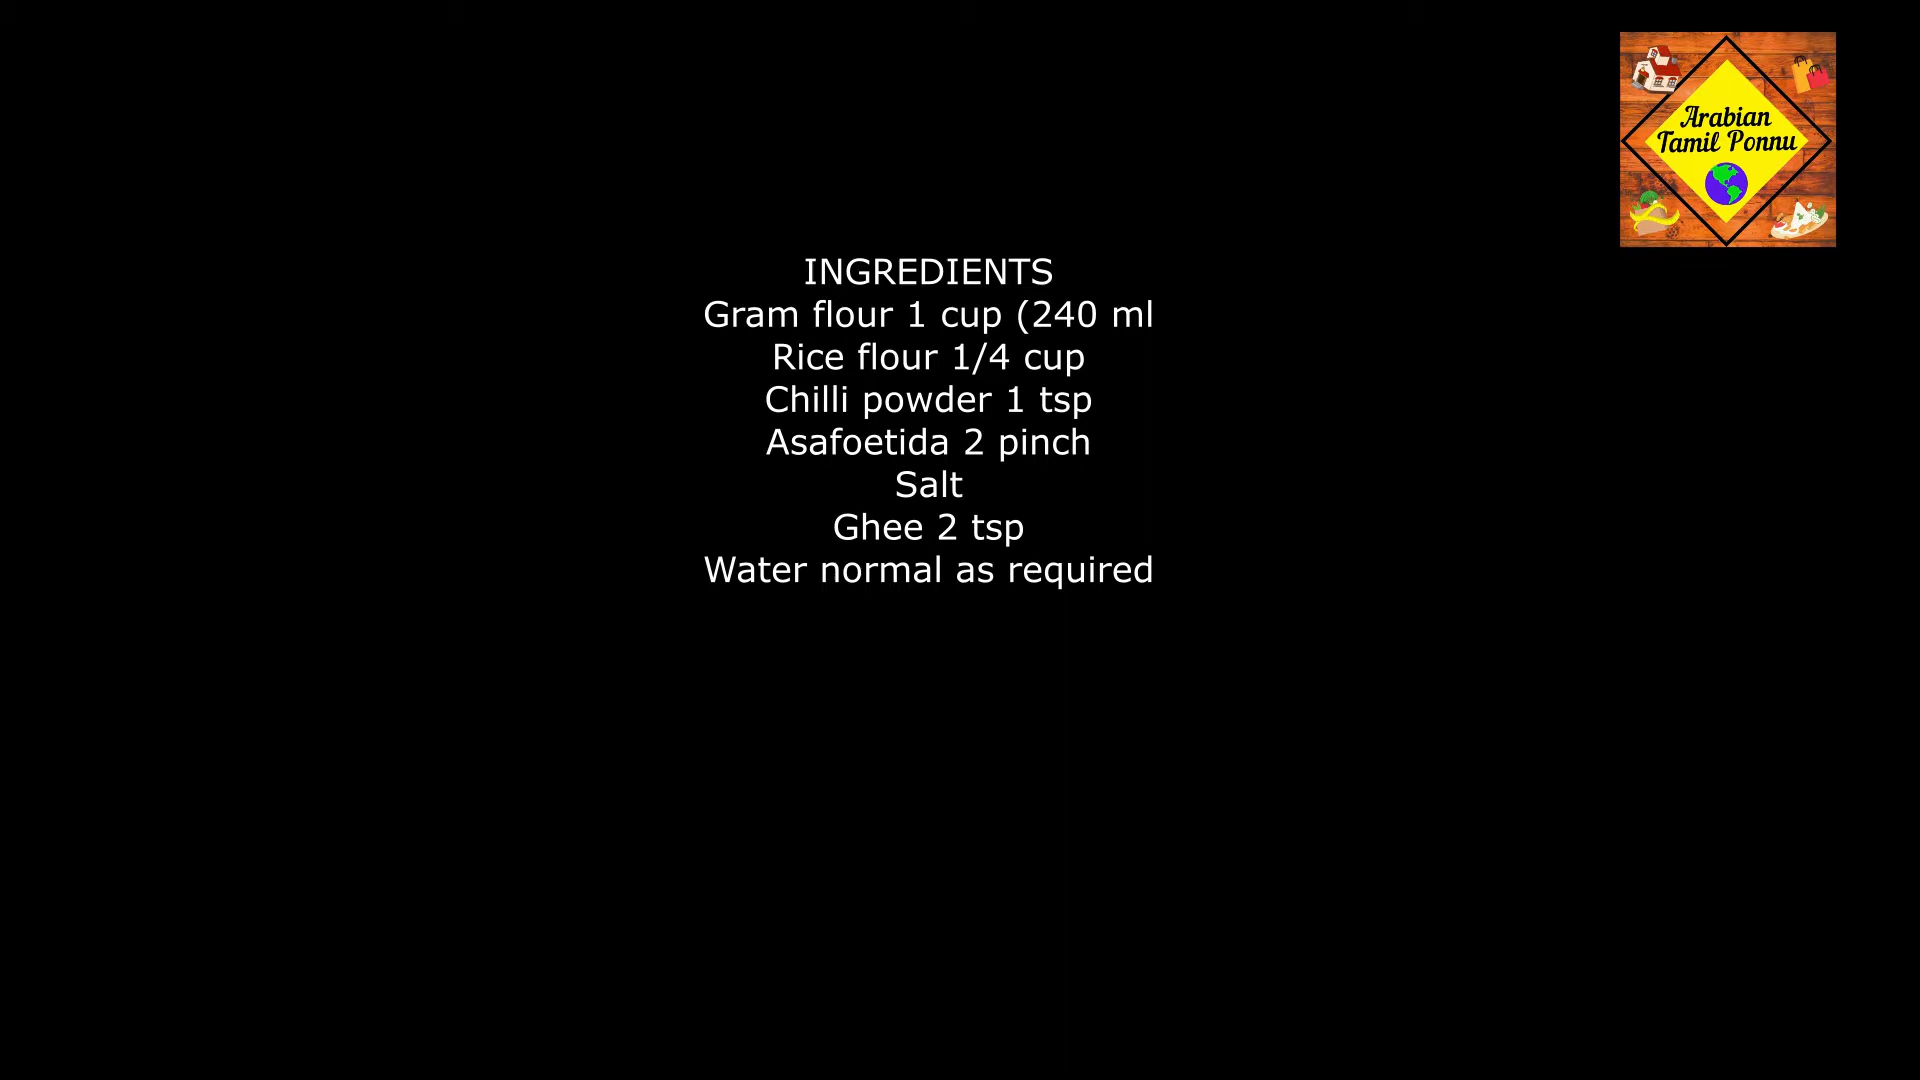 Arabian
Tamil Ponnu
INGREDIENTS
Gram flour 1 cup (240 ml
Rice flour 1/4 cup
Chilli powder 1 tsp
Asafoetida 2 pinch
Salt
Ghee 2 tsp
Water normal as required